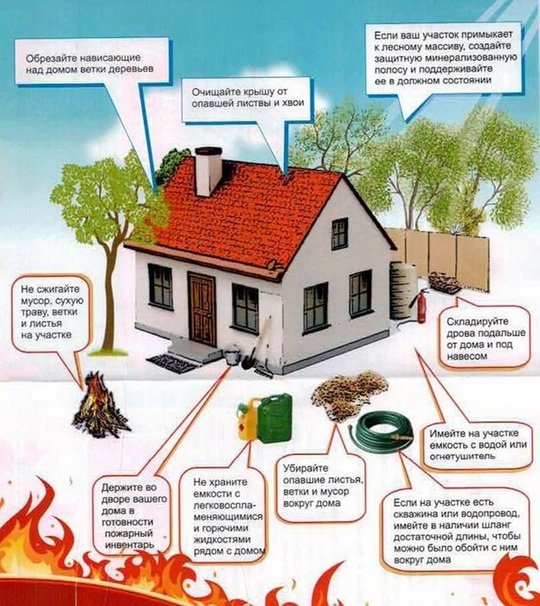 Обрезайте нависающие
над домом ветки деревьев
Очищайте крышу от
опавшей листвы и хвои
Если ваш участок примыкает
к лесному массиву, создайте
защитную минерализованную
полосу и поддерживайте
ее в должном состоянии
Не сжигайте
мусор, сухую
траву, ветки
и листья
на участке
Складируйте
дрова подальше
от дома и под
навесом
Имейте на участке
емкость с водой или
огнетушитель
Держите во
дворе вашего
дома в
готовности
пожарный
инвентарь
Не храните
емкости с
легковоспла-
меняющимися
и горючими
жидкостями
рядом с домом
Убирайте
опавшие листья,
ветки и мусор
вокруг дома
Если на участке есть
скважина или водопровод,
имейте в наличии шланг
достаточной длины, чтобы
можно было обойти с ним
вокруг дома